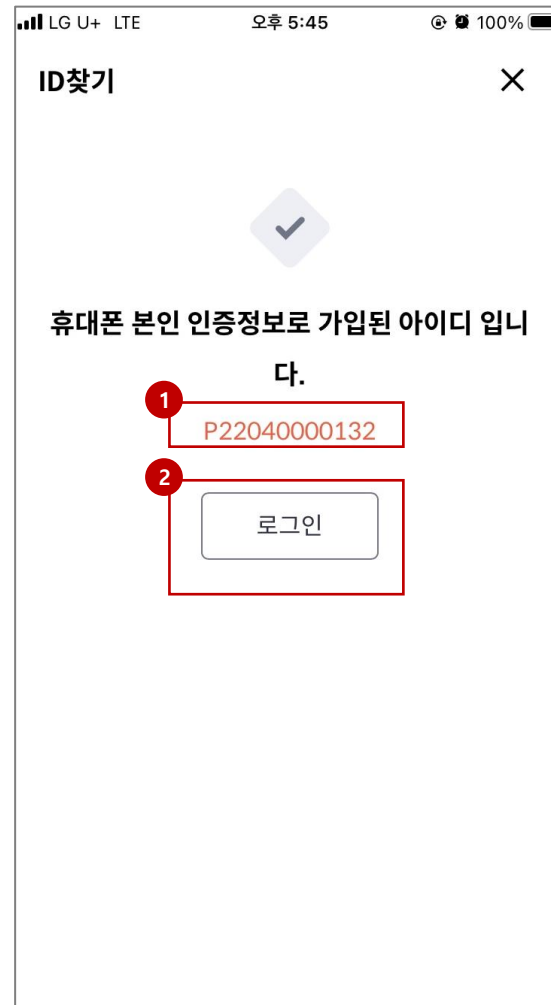 LG U+ LTE 오후 5:45 100%
ID찾기
휴대폰 본인 인증정보로 가입된 아이디 입니
다.
1
P22040000132
2
로그인